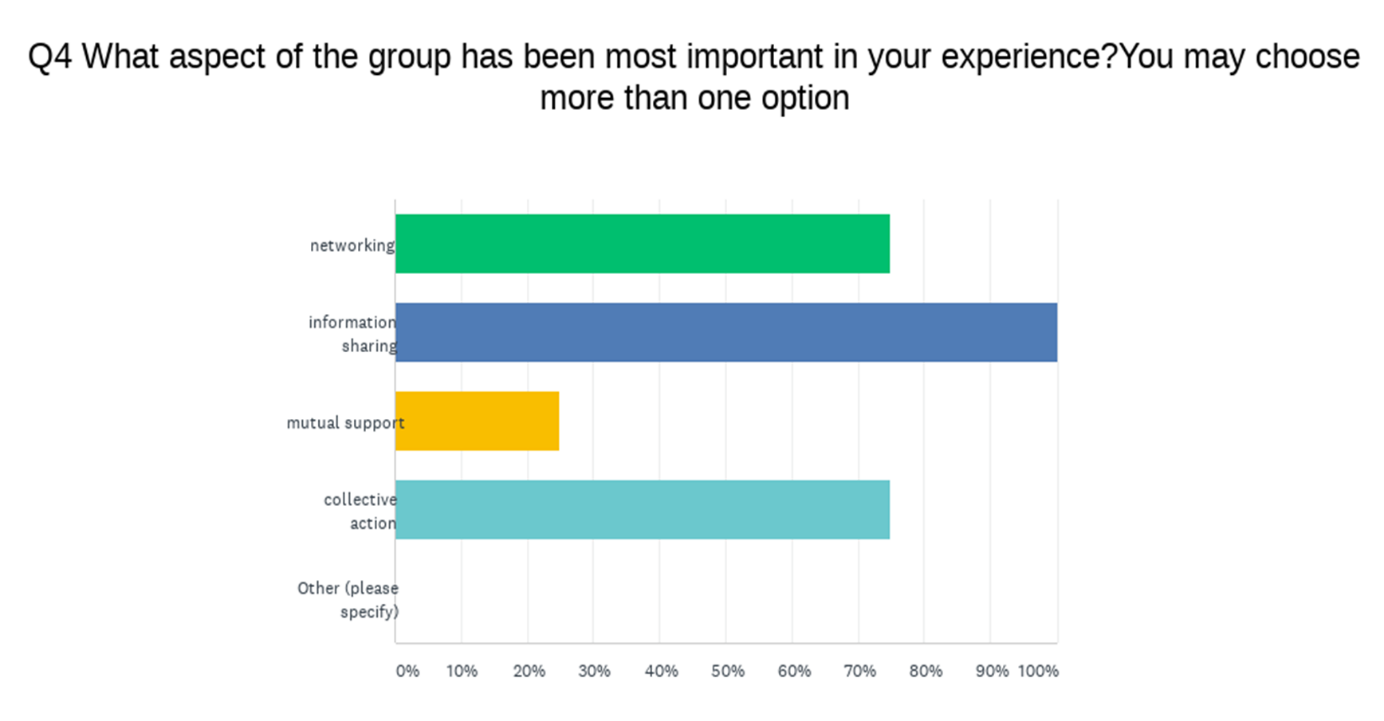 Q4 What aspect of the group has been most important in your experience?You may choose
more than one option
networking
information
sharing
mutual support
collective
action
Other (please
specify)
0% 10% 20% 30% 40% 50% 60% 70% 80% 90% 100%